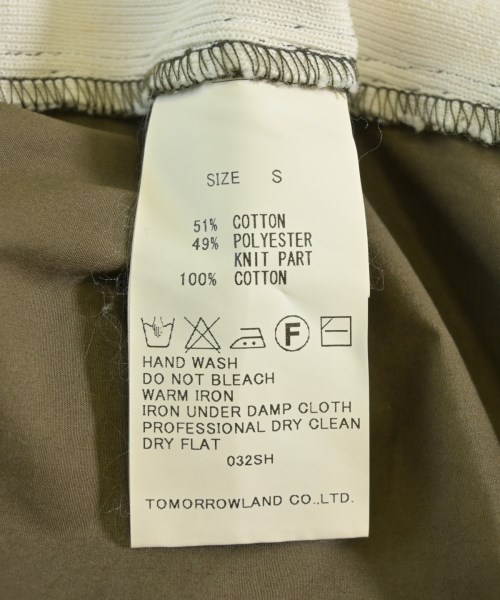 SIZE S
51% COTTON
49% POLYESTER
KNIT PART
100% COTTON
F
HAND WASH
DO NOT BLEACH
WARM IRON
IRON UNDER DAMP CLOTH
PROFESSIONAL DRY CLEAN
DRY FLAT
032SH
TOMORROWLAND CO.,LTD.